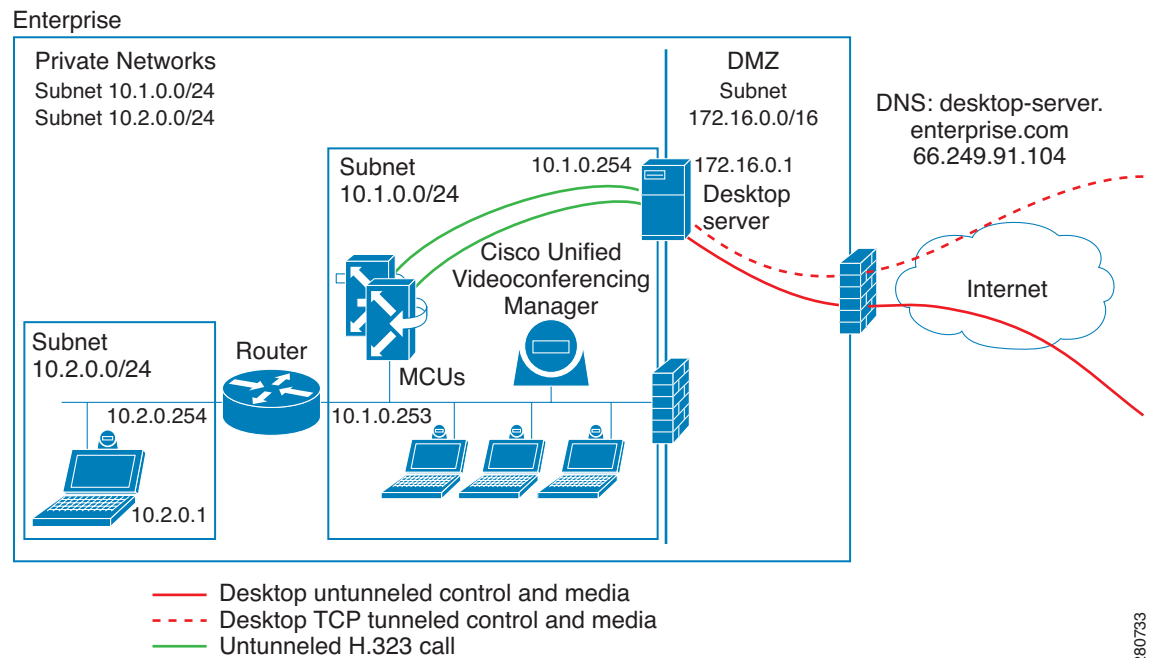 Enterprise
Private Networks
Subnet 10.1.0.0/24
Subnet 10.2.0.0/24
DMZ
Subnet
172.16.0.0/16
DNS: desktop-server.
enterprise.com
66.249.91.104
Subnet
10.1.0.0/24
10.1.0.254
172.16.0.1
Desktop
server
Cisco Unified
Videoconferencing
Manager
Internet
Subnet
10.2.0.0/24
Router
MCUs
10.2.0.254
10.1.0.253
10.2.0.1
Desktop untunneled control and media
Desktop TCP tunneled control and media
Untunneled H.323 call
280733